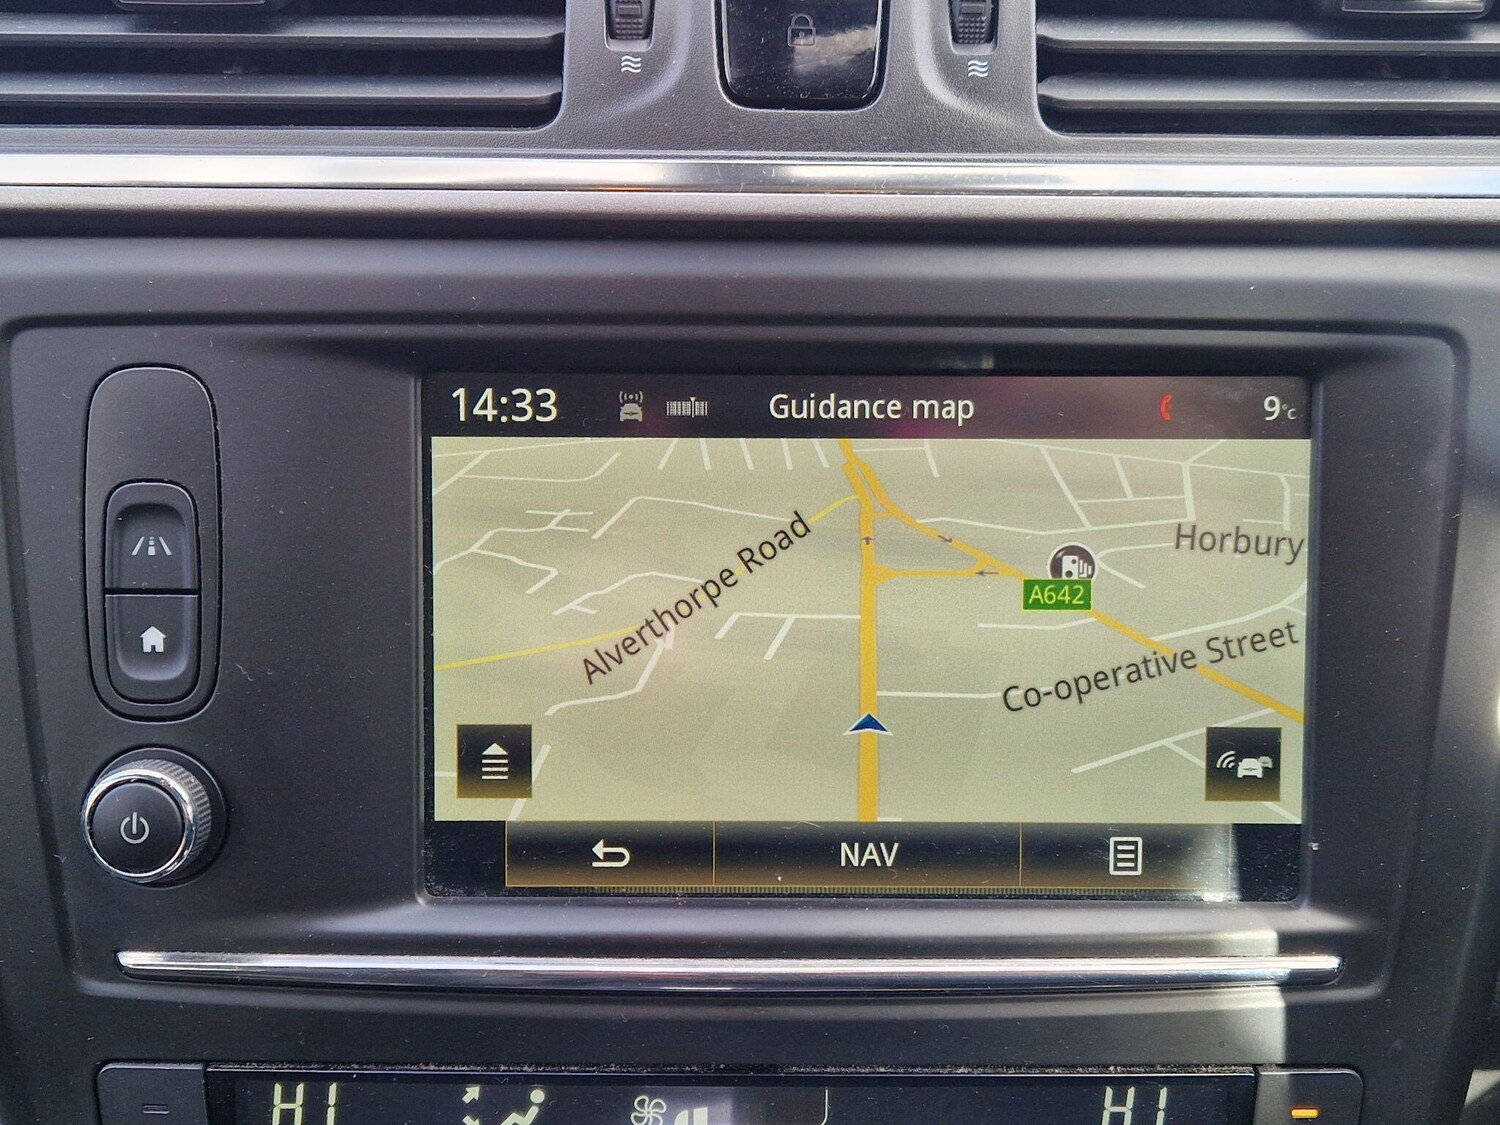 14:33
Guidance map
9°C
Horbury
Alverthorpe Road
A642
Co-operative Street
NAV
HI
HI